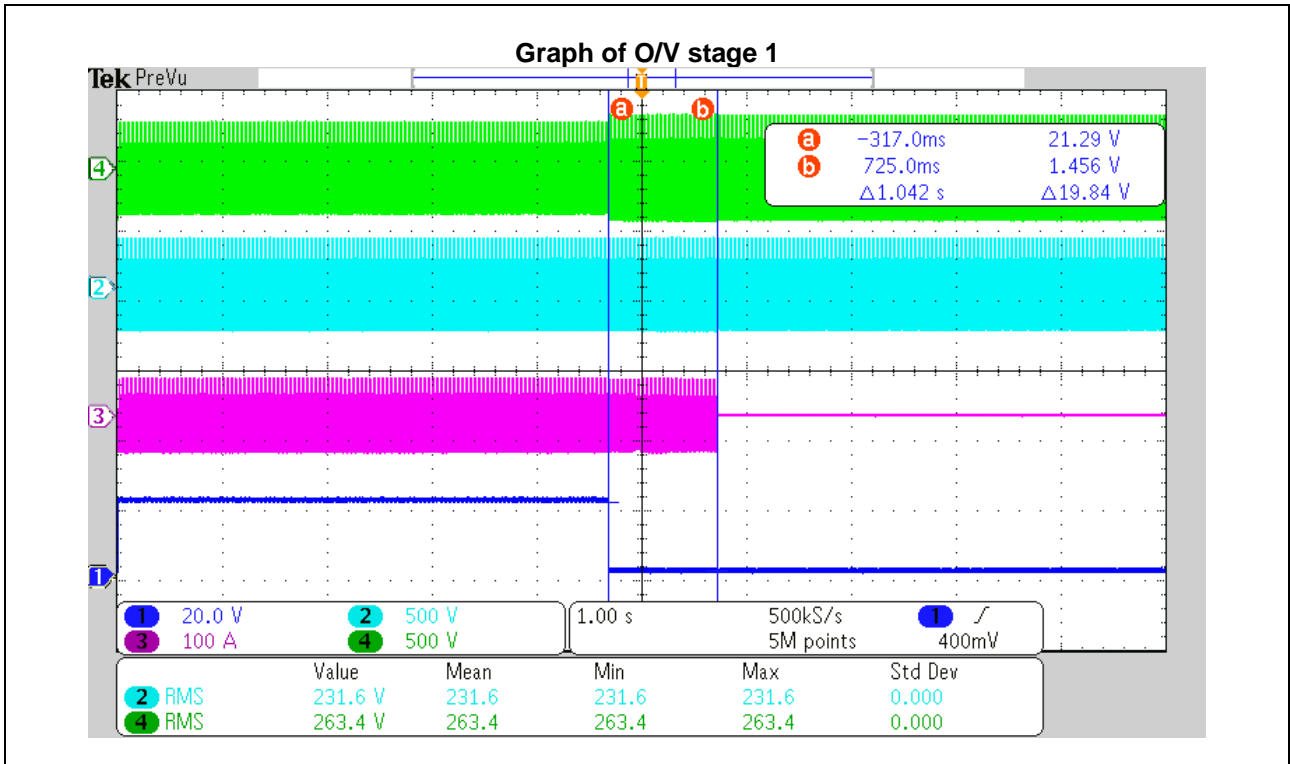 Graph of O/V stage 1
Tek PreVu
T
a b
a −317.0ms 21.29 V
b 725.0ms 1.456 V
Δ1.042 s Δ19.84 V
4
2
3
1
1 20.0 V 2 500 V
3 100 A 4 500 V
1.00 s 500kS/s 1 /
5M points 400mV
Value Mean Min Max Std Dev
2 RMS 231.6 V 231.6 231.6 231.6 0.000
4 RMS 263.4 V 263.4 263.4 263.4 0.000